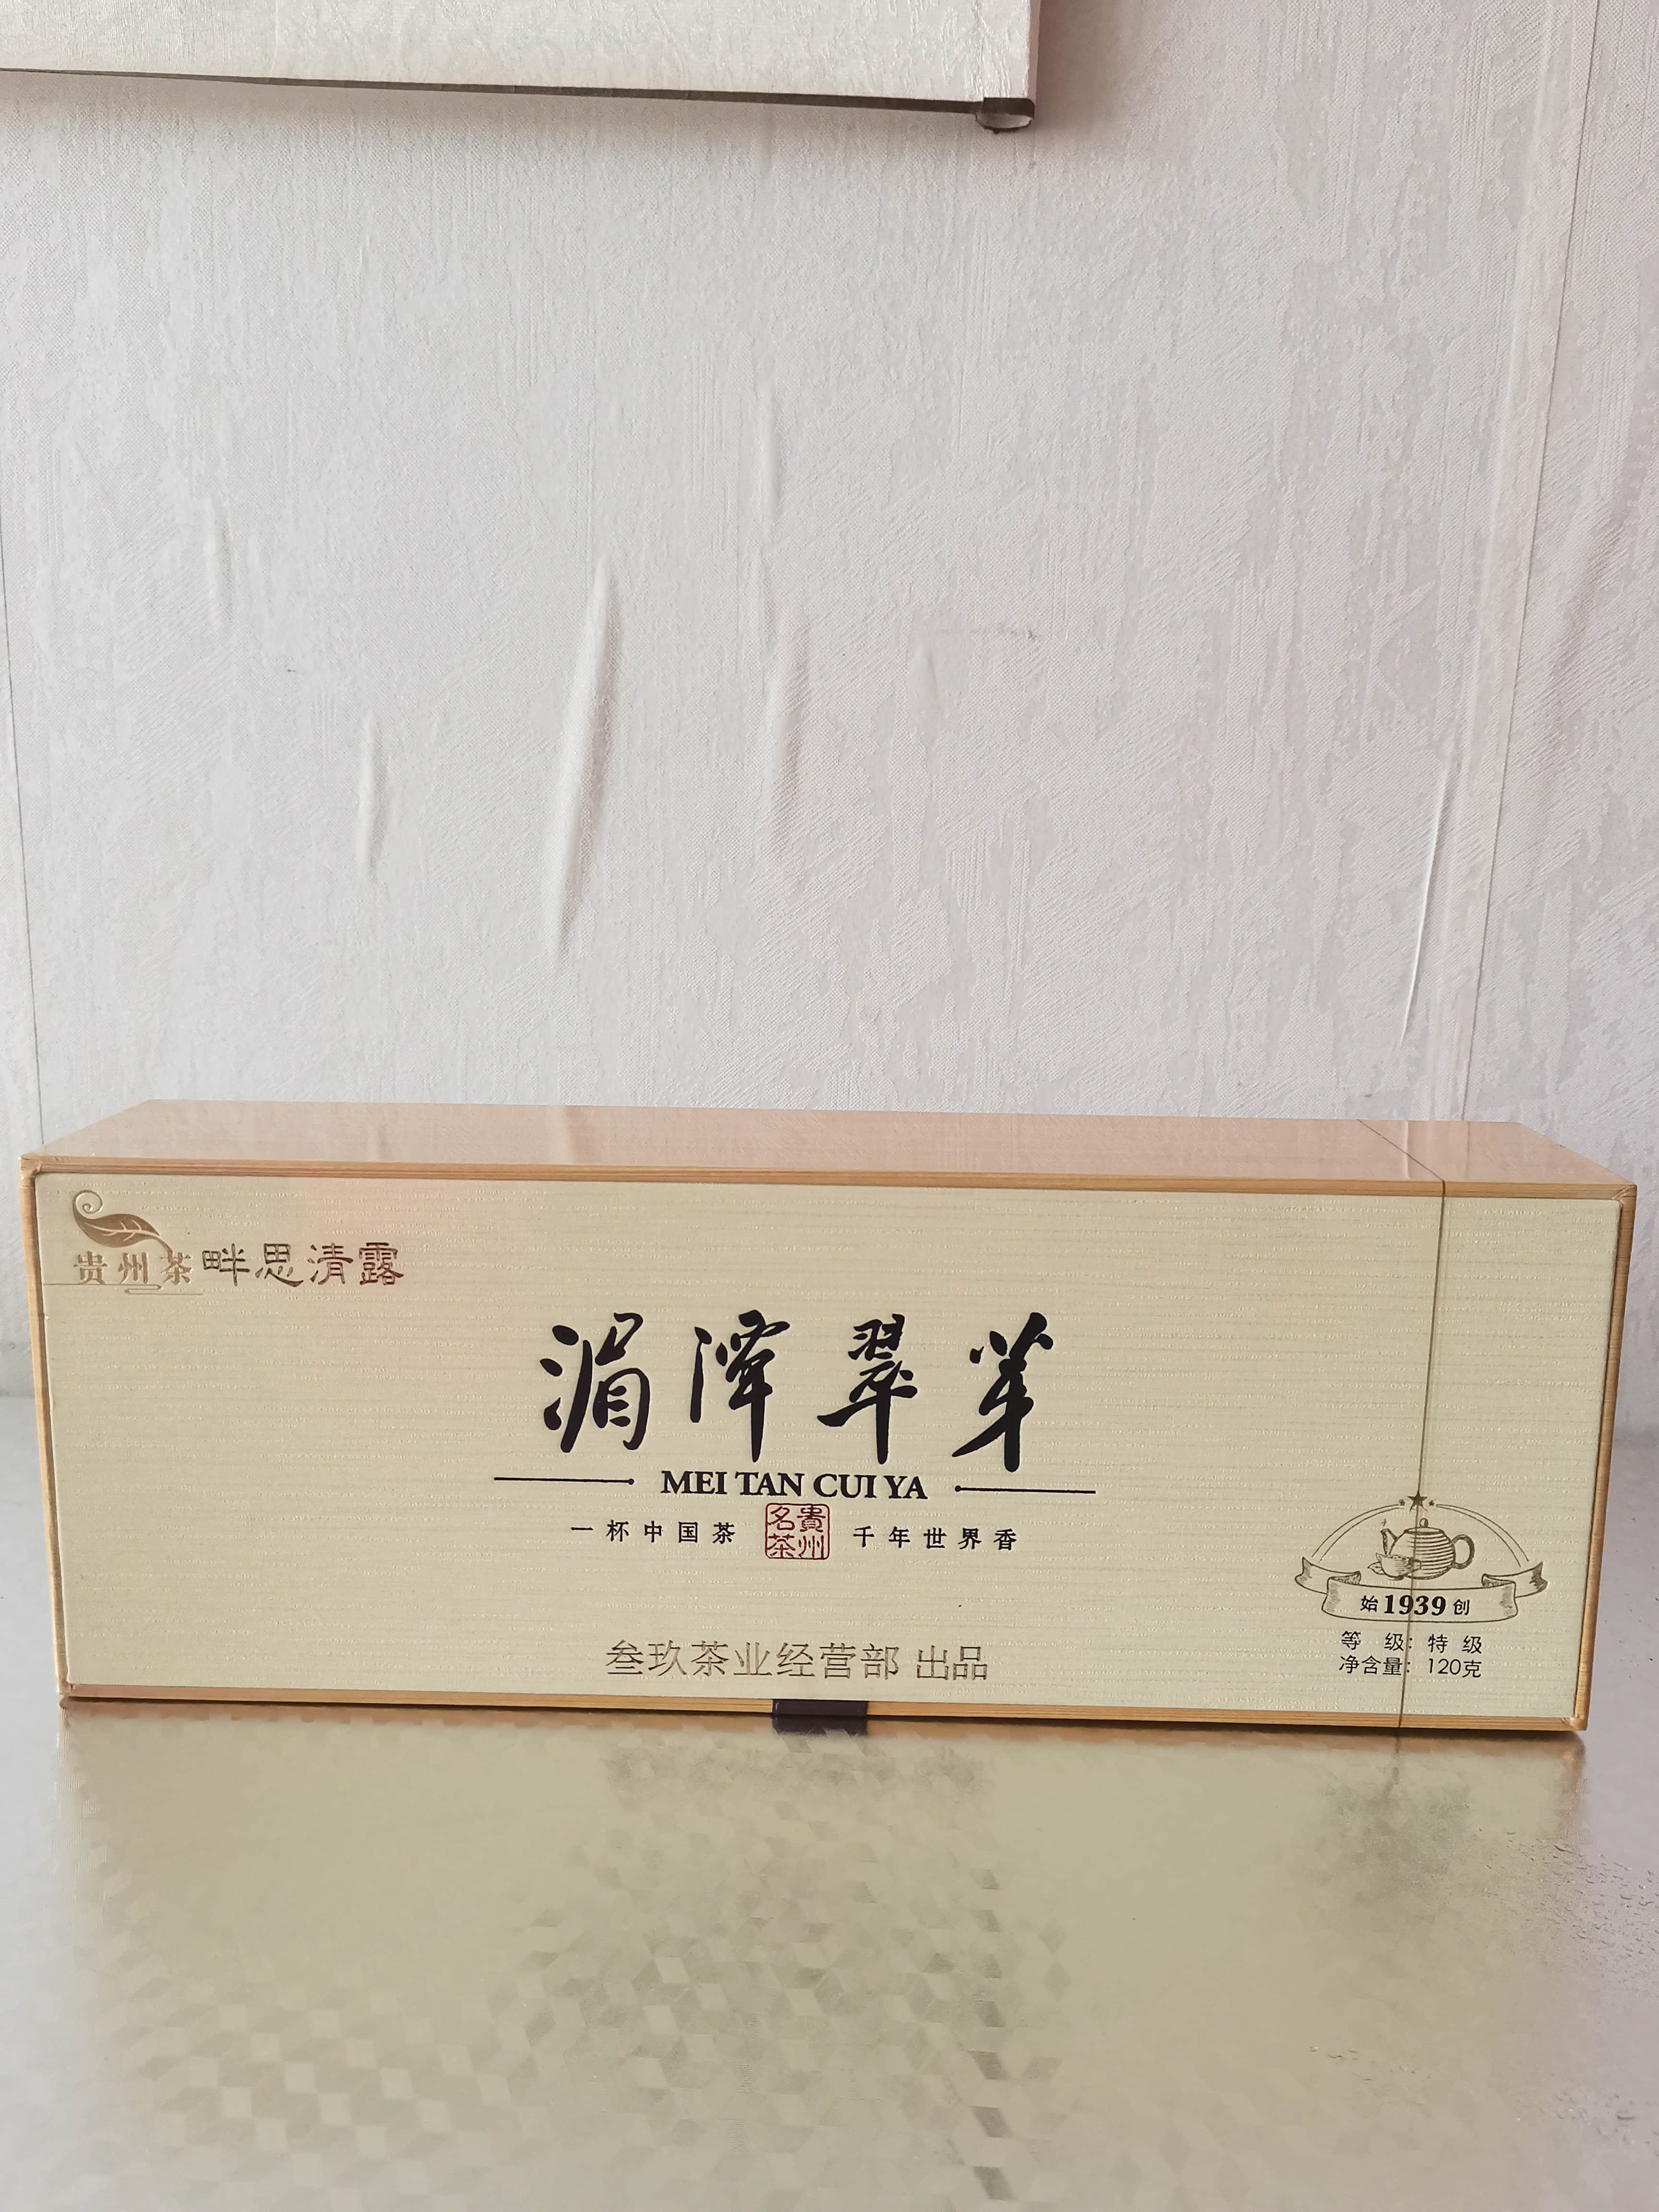 贵州茶 畔思清露
湄潭翠芽
MEI TAN CUI YA
一杯中国茶 貴州名茶 千年世界香
始1939创
等 级：特 级
净含量：120克
叁玖茶业经营部 出品